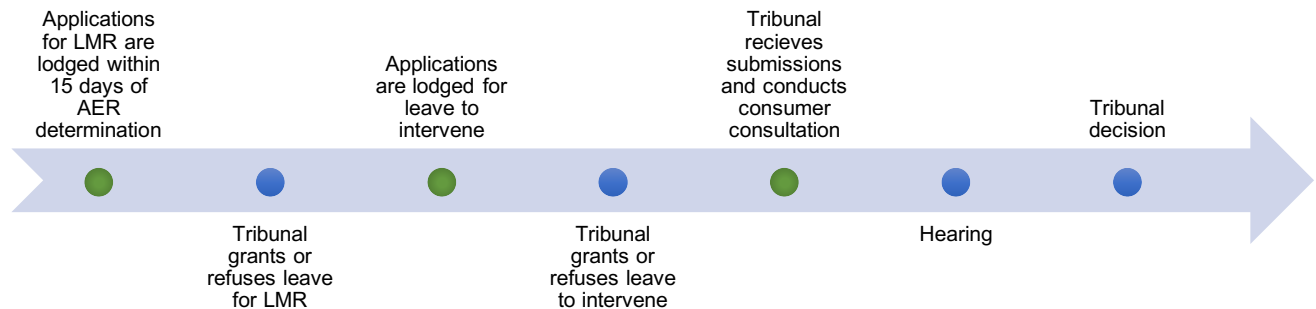 Applications
for LMR are
lodged within
15 days of
AER
determination
Tribunal
grants or
refuses leave
for LMR
Applications
are lodged for
leave to
intervene
Tribunal
grants or
refuses leave
to intervene
Tribunal
recieves
submissions
and conducts
consumer
consultation
Hearing
Tribunal
decision